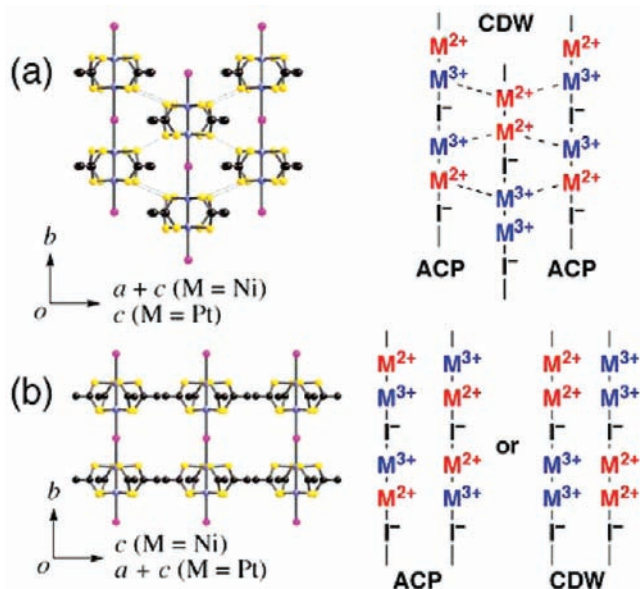 (a)
b
o
a + c (M = Ni)
c (M = Pt)
CDW
M²⁺ M²⁺
M³⁺ M³⁺
M²⁺
I⁻ I⁻
M²⁺
M³⁺ M³⁺
I⁻
M²⁺ M²⁺
M³⁺
I⁻ I⁻
M³⁺
ACP ACP
I⁻
(b)
b
o
c (M = Ni)
a + c (M = Pt)
M²⁺ M³⁺ M²⁺ M³⁺
M³⁺ M²⁺ M²⁺ M³⁺
I⁻ I⁻ or I⁻ I⁻
M³⁺ M²⁺ M³⁺ M²⁺
M²⁺ M³⁺ M³⁺ M²⁺
I⁻ I⁻ I⁻ I⁻
ACP CDW